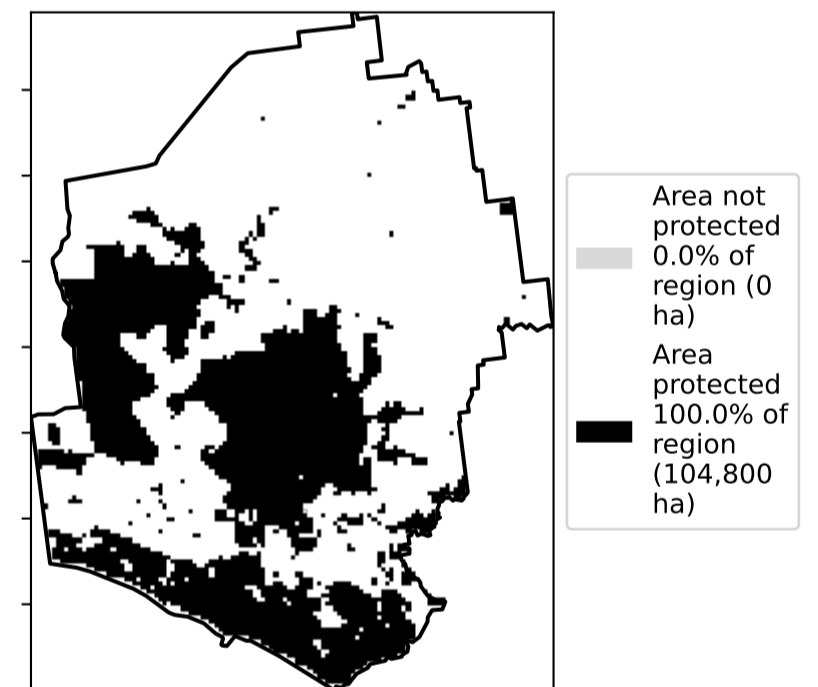 Area not
protected
0.0% of
region (0
ha)
Area
protected
100.0% of
region
(104,800
ha)